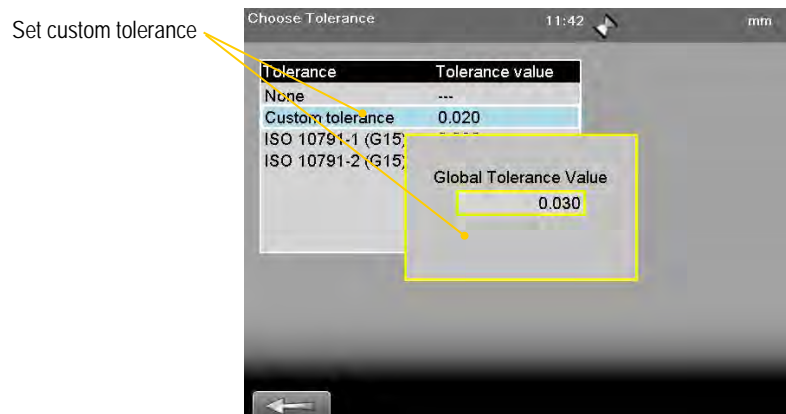 Set custom tolerance
Choose Tolerance 11:42 mm
Tolerance Tolerance value
None ---
Custom tolerance 0.020
ISO 10791-1 (G15)
ISO 10791-2 (G15)
Global Tolerance Value
0.030